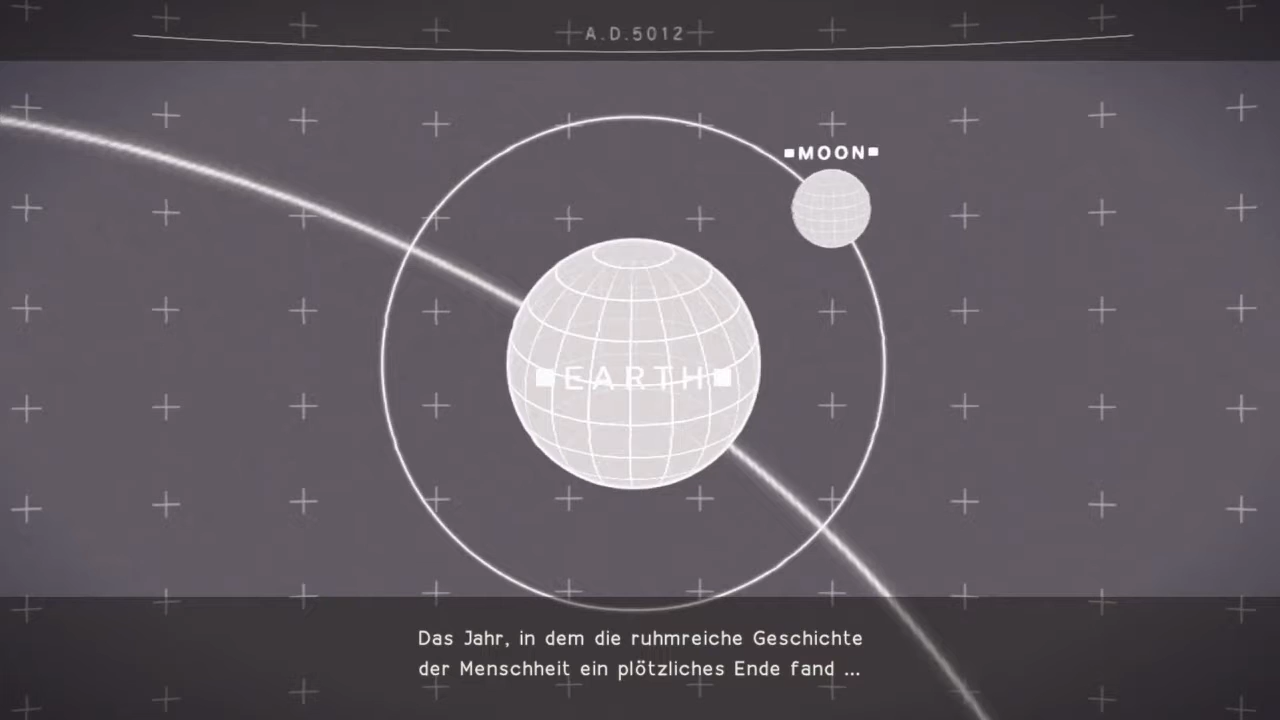 A.D.5012
MOON
EARTH
Das Jahr, in dem die ruhmreiche Geschichte
der Menschheit ein plötzliches Ende fand ...